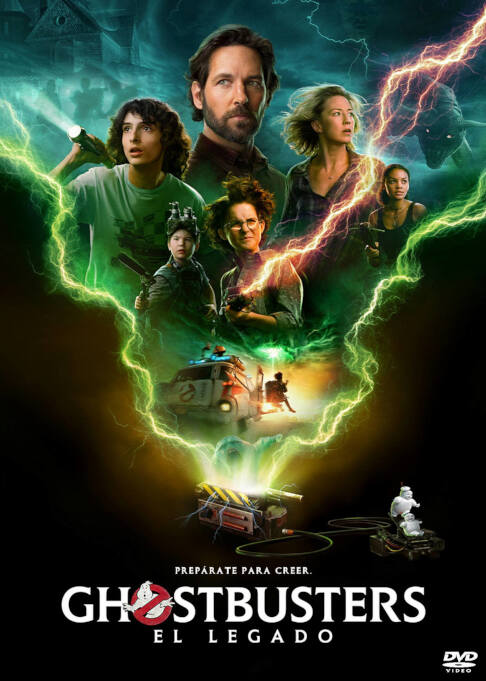 PREPÁRATE PARA CREER.
GHOSTBUSTERS
EL LEGADO
DVD
VIDEO